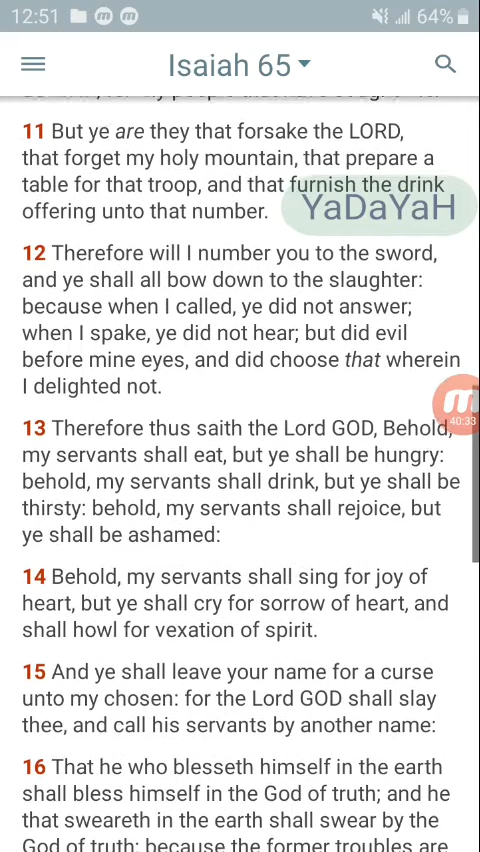 12:51
64%
Isaiah 65
11 But ye are they that forsake the LORD,
that forget my holy mountain, that prepare a
table for that troop, and that furnish the drink
offering unto that number.
YaDaYaH
12 Therefore will I number you to the sword,
and ye shall all bow down to the slaughter:
because when I called, ye did not answer;
when I spake, ye did not hear; but did evil
before mine eyes, and did choose that wherein
I delighted not.
40:33
13 Therefore thus saith the Lord GOD, Behold,
my servants shall eat, but ye shall be hungry:
behold, my servants shall drink, but ye shall be
thirsty: behold, my servants shall rejoice, but
ye shall be ashamed:
14 Behold, my servants shall sing for joy of
heart, but ye shall cry for sorrow of heart, and
shall howl for vexation of spirit.
15 And ye shall leave your name for a curse
unto my chosen: for the Lord GOD shall slay
thee, and call his servants by another name:
16 That he who blesseth himself in the earth
shall bless himself in the God of truth; and he
that sweareth in the earth shall swear by the
God of truth; because the former troubles are